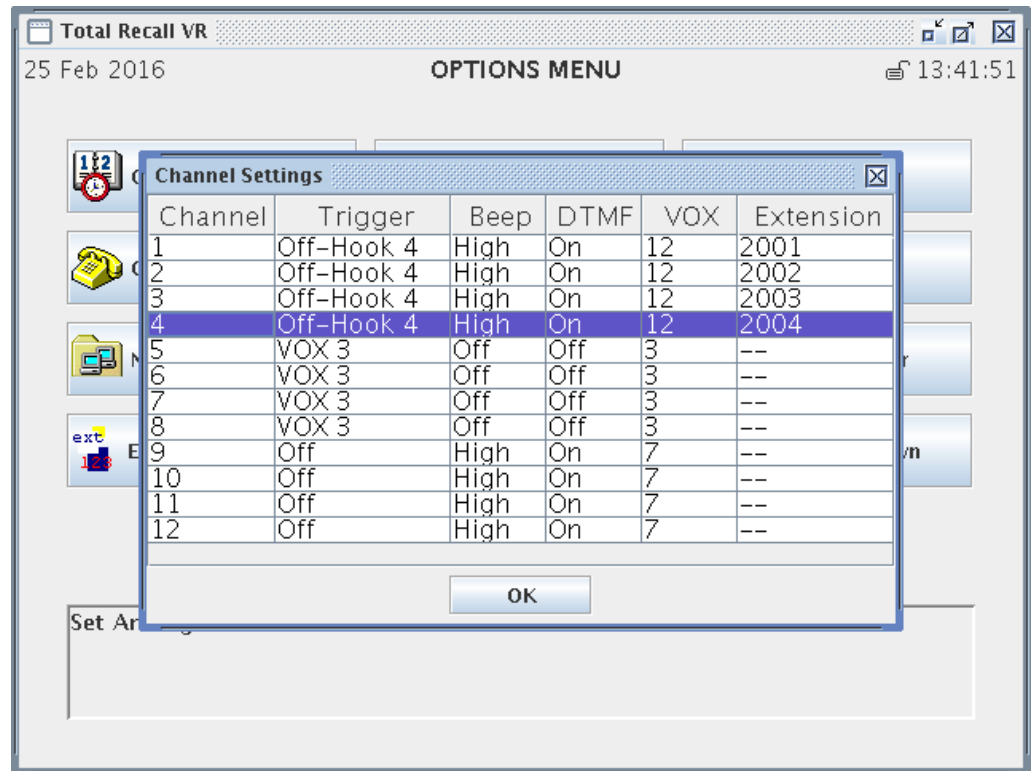 Total Recall VR
25 Feb 2016 OPTIONS MENU 13:41:51
Channel Settings
Channel Trigger Beep DTMF VOX Extension
1 Off-Hook 4 High On 12 2001
2 Off-Hook 4 High On 12 2002
3 Off-Hook 4 High On 12 2003
4 Off-Hook 4 High On 12 2004
5 VOX 3 Off Off 3 --
6 VOX 3 Off Off 3 --
7 VOX 3 Off Off 3 --
8 VOX 3 Off Off 3 --
9 Off High On 7 --
10 Off High On 7 --
11 Off High On 7 --
12 Off High On 7 --
ext
123
OK
Set